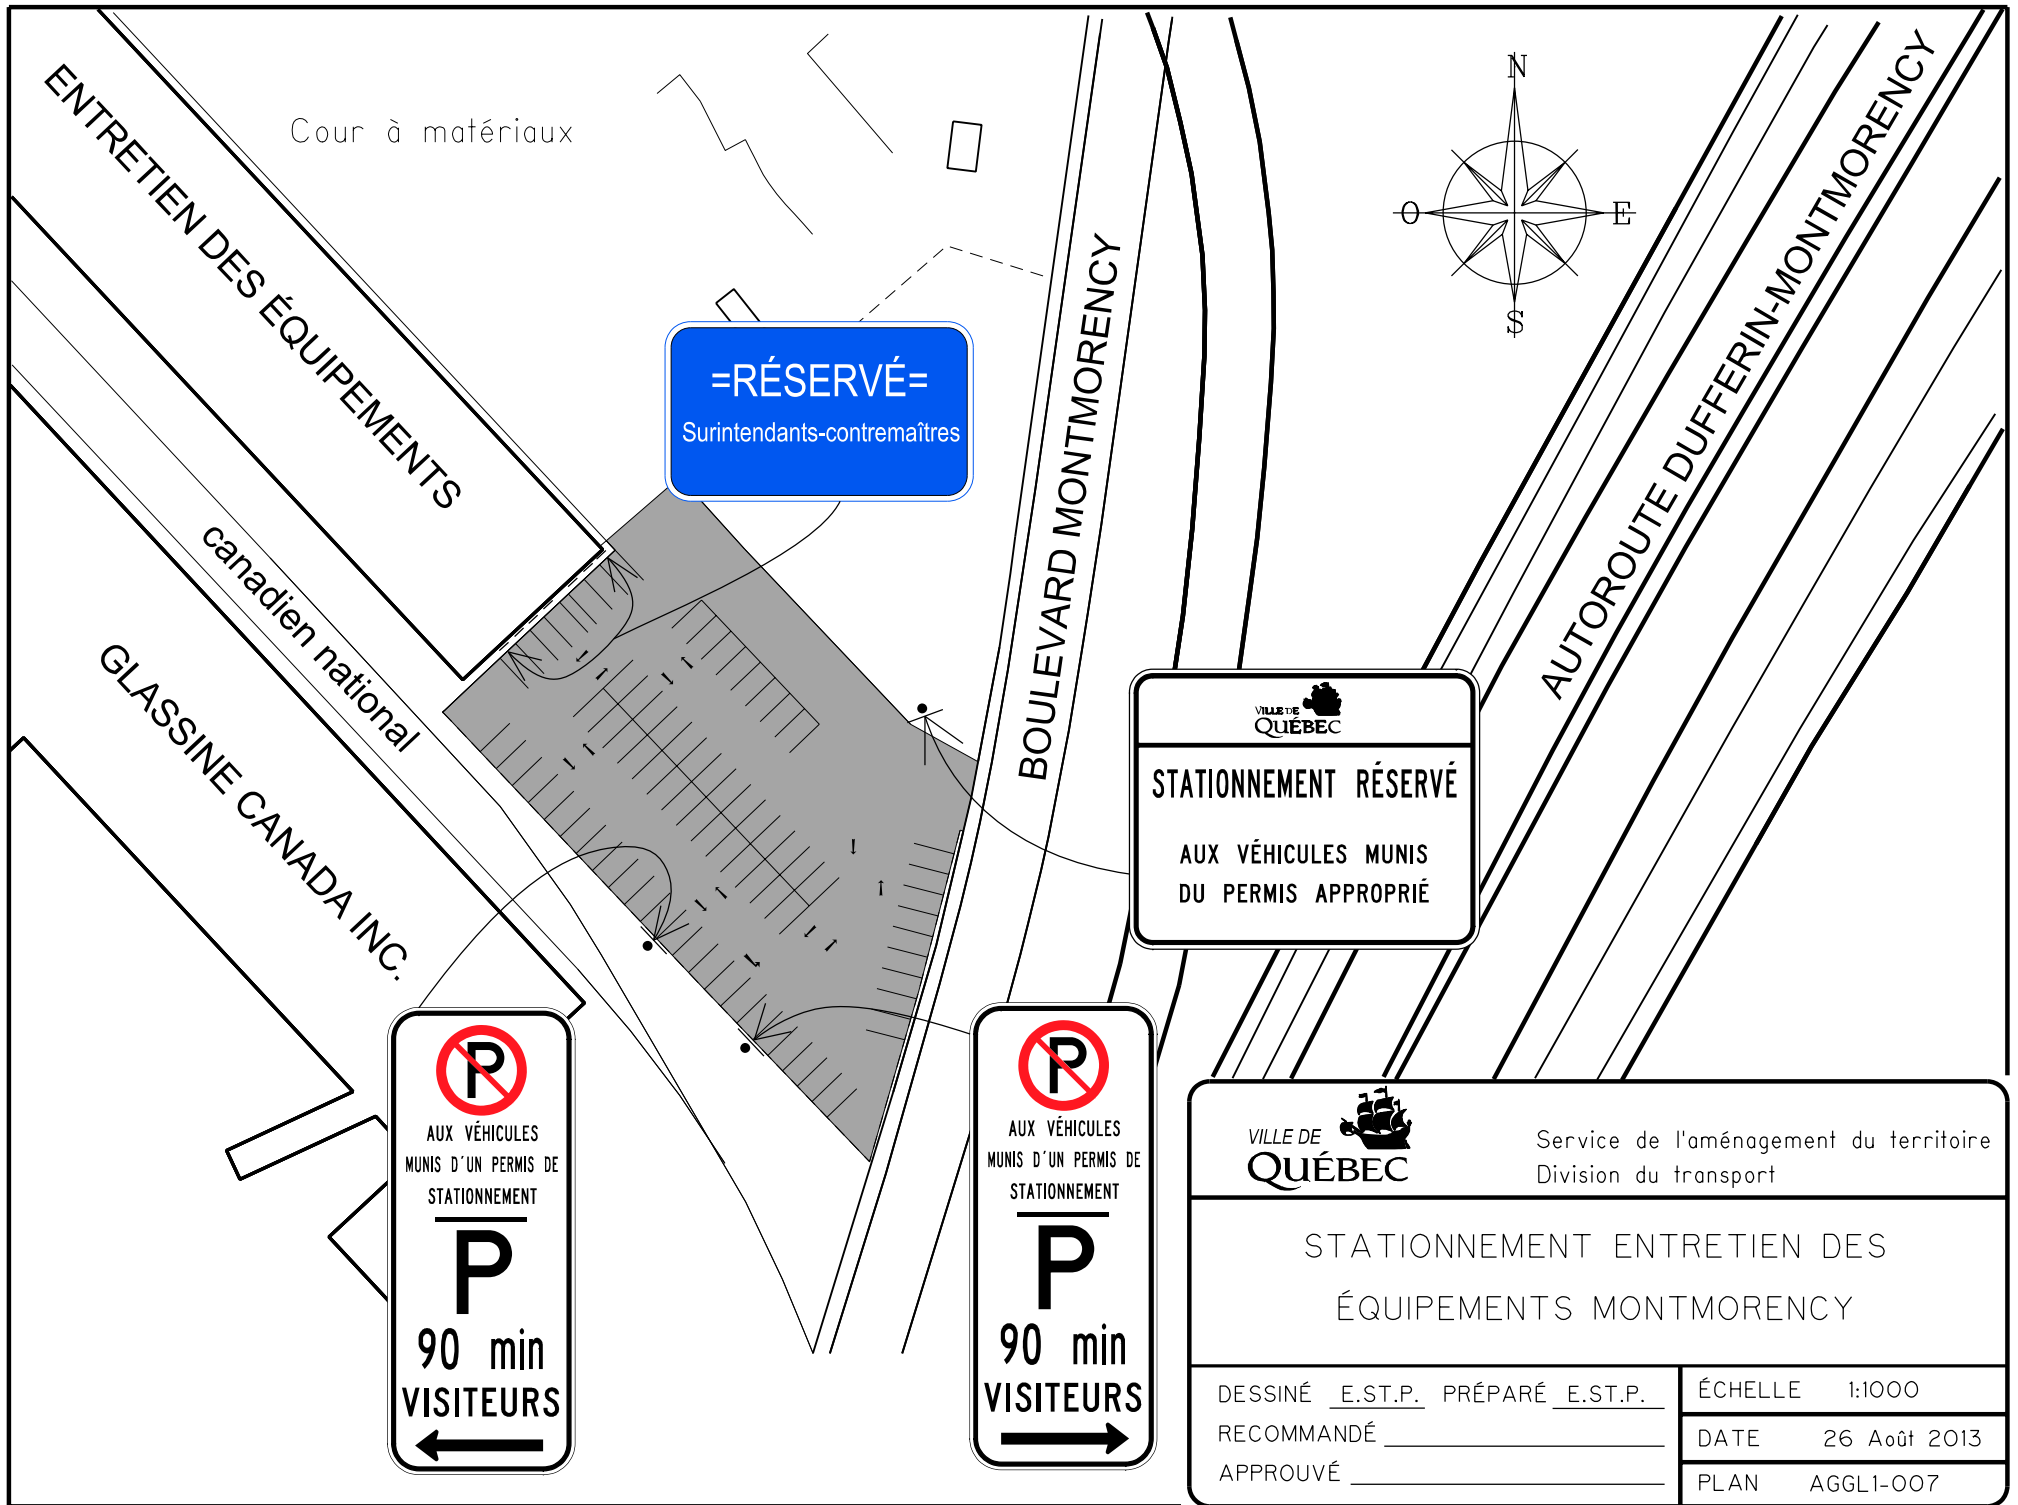 ENTRETIEN DES ÉQUIPEMENTS
Cour à matériaux
canadien national
GLASSINE CANADA INC.
=RÉSERVÉ=
Surintendants-contremaîtres
BOULEVARD MONTMORENCY
N
O
E
S
AUTOROUTE DUFFERIN-MONTMORENCY
VILLE DE
QUÉBEC
STATIONNEMENT RÉSERVÉ
AUX VÉHICULES MUNIS
DU PERMIS APPROPRIÉ
P
AUX VÉHICULES
MUNIS D'UN PERMIS DE
STATIONNEMENT
P
90 min
VISITEURS
P
AUX VÉHICULES
MUNIS D'UN PERMIS DE
STATIONNEMENT
P
90 min
VISITEURS
VILLE DE
QUÉBEC
Service de l'aménagement du territoire
Division du transport
STATIONNEMENT ENTRETIEN DES
ÉQUIPEMENTS MONTMORENCY
DESSINÉ E.ST.P. PRÉPARÉ E.ST.P.
RECOMMANDÉ
APPROUVÉ
ÉCHELLE 1:1000
DATE 26 Août 2013
PLAN AGGL1-007